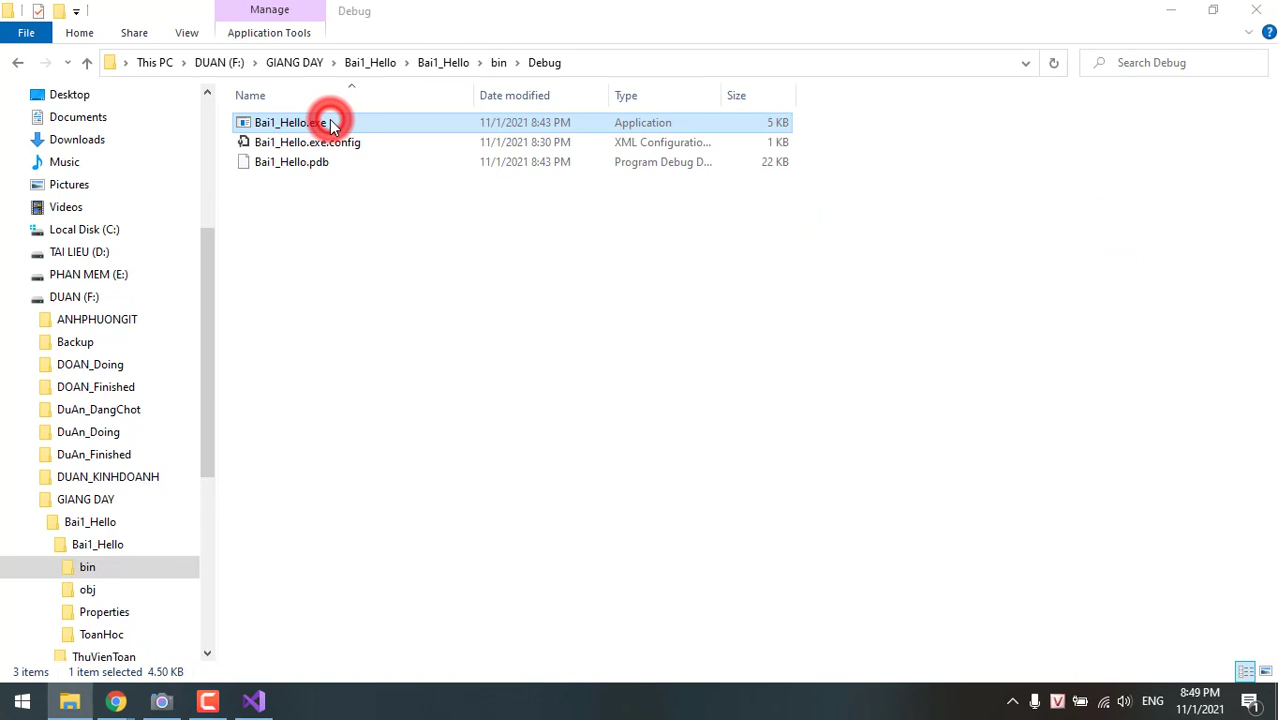 Manage
Debug
File
Home
Share
View
Application Tools
This PC
DUAN (F:)
GIANG DAY
Bai1_Hello
Bai1_Hello
bin
Debug
Search Debug
Name
Date modified
Type
Size
Bai1_Hello.exe
11/1/2021 8:43 PM
Application
5 KB
Bai1_Hello.exe.config
11/1/2021 8:30 PM
XML Configuratio...
1 KB
Bai1_Hello.pdb
11/1/2021 8:43 PM
Program Debug D...
22 KB
Desktop
Documents
Downloads
Music
Pictures
Videos
Local Disk (C:)
TAI LIEU (D:)
PHAN MEM (E:)
DUAN (F:)
ANHPHUONGIT
Backup
DOAN_Doing
DOAN_Finished
DuAn_DangChot
DuAn_Doing
DuAn_Finished
DUAN_KINHDOANH
GIANG DAY
Bai1_Hello
Bai1_Hello
bin
obj
Properties
ToanHoc
ThuVienToan
3 items
1 item selected 4.50 KB
V
ENG
8:49 PM
11/1/2021
1